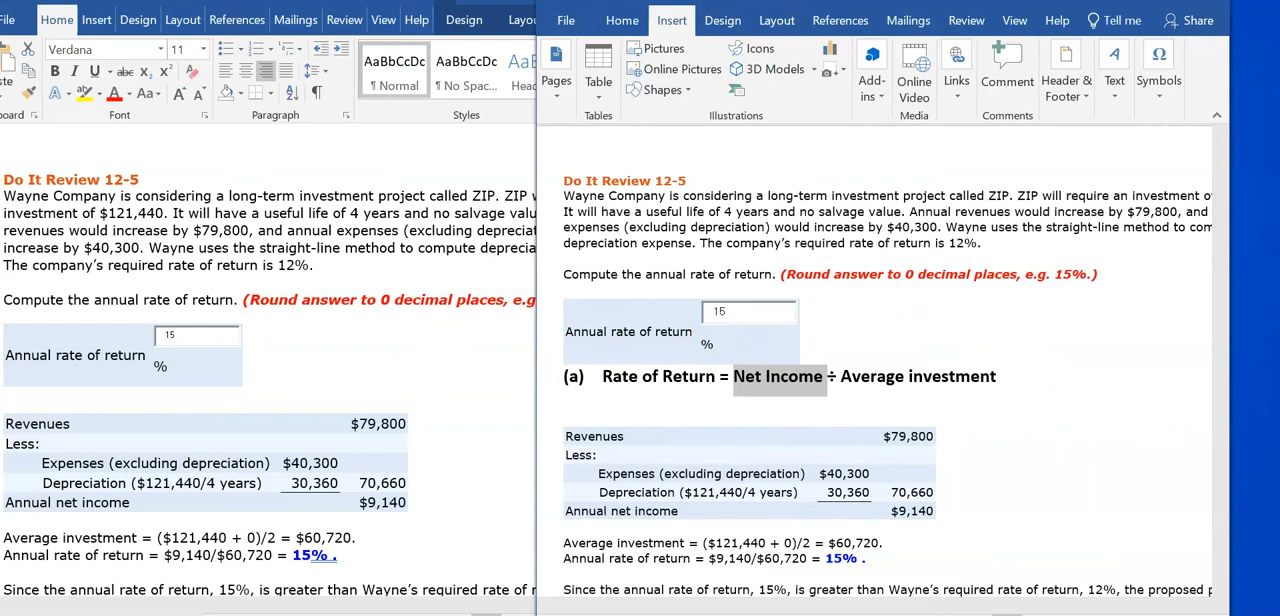 File Home Insert Design Layout References Mailings Review View Help Design
Verdana 11
B I U abc X₂ X²
A Aa A A
Font
Paragraph
AaBbCcDc AaBbCcDc
¶ Normal ¶ No Spac...
Styles
Do It Review 12-5
Wayne Company is considering a long-term investment project called ZIP. ZIP
investment of $121,440. It will have a useful life of 4 years and no salvage
revenues would increase by $79,800, and annual expenses (excluding
increase by $40,300. Wayne uses the straight-line method to compute
The company's required rate of return is 12%.
Compute the annual rate of return. (Round answer to 0 decimal places, e.g
15
Annual rate of return
%
Revenues $79,800
Less:
Expenses (excluding depreciation) $40,300
Depreciation ($121,440/4 years) 30,360 70,660
Annual net income $9,140
Average investment = ($121,440 + 0)/2 = $60,720.
Annual rate of return = $9,140/$60,720 = 15% .
Since the annual rate of return, 15%, is greater than Wayne's required rate of
File Home Insert Design Layout References Mailings Review View Help Tell me Share
Pages
Table
Tables
Pictures
Online Pictures
Shapes
Icons
3D Models
Illustrations
Add-
ins
Online
Video
Media
Links
Comment
Comments
Header &
Footer
Text
Symbols
Do It Review 12-5
Wayne Company is considering a long-term investment project called ZIP. ZIP will require an investment
It will have a useful life of 4 years and no salvage value. Annual revenues would increase by $79,800, and
expenses (excluding depreciation) would increase by $40,300. Wayne uses the straight-line method to
depreciation expense. The company's required rate of return is 12%.
Compute the annual rate of return. (Round answer to 0 decimal places, e.g. 15%.)
15
Annual rate of return
%
(a) Rate of Return = Net Income ÷ Average investment
Revenues $79,800
Less:
Expenses (excluding depreciation) $40,300
Depreciation ($121,440/4 years) 30,360 70,660
Annual net income $9,140
Average investment = ($121,440 + 0)/2 = $60,720.
Annual rate of return = $9,140/$60,720 = 15% .
Since the annual rate of return, 15%, is greater than Wayne's required rate of return, 12%, the proposed